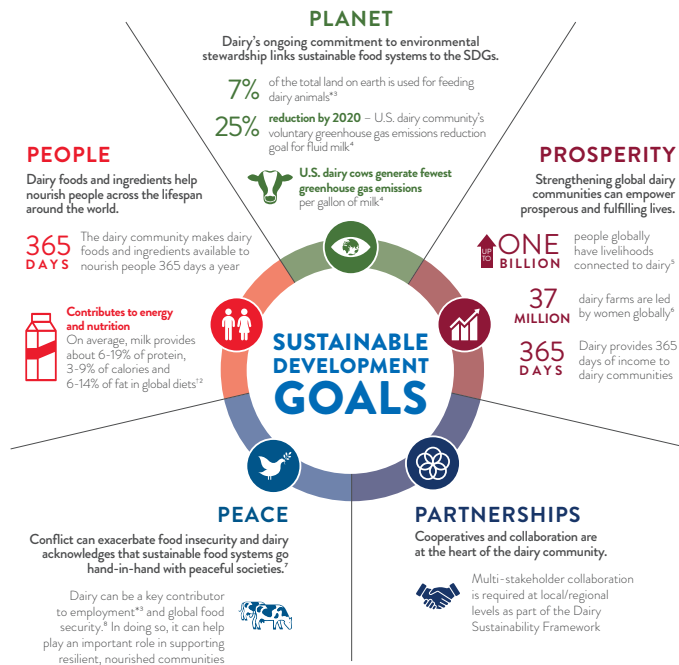 PLANET
Dairy's ongoing commitment to environmental
stewardship links sustainable food systems to the SDGs.
7%
of the total land on earth is used for feeding
dairy animals*³
25%
reduction by 2020 – U.S. dairy community's
voluntary greenhouse gas emissions reduction
goal for fluid milk⁴
U.S. dairy cows generate fewest
greenhouse gas emissions
per gallon of milk⁴
PEOPLE
Dairy foods and ingredients help
nourish people across the lifespan
around the world.
365
DAYS
The dairy community makes dairy
foods and ingredients available to
nourish people 365 days a year
Contributes to energy
and nutrition
On average, milk provides
about 6-19% of protein,
3-9% of calories and
6-14% of fat in global diets'²
PROSPERITY
Strengthening global dairy
communities can empower
prosperous and fulfilling lives.
UP
TO
ONE
BILLION
people globally
have livelihoods
connected to dairy⁵
37
MILLION
dairy farms are led
by women globally⁶
365
DAYS
Dairy provides 365
days of income to
dairy communities
SUSTAINABLE
DEVELOPMENT
GOALS
PEACE
Conflict can exacerbate food insecurity and dairy
acknowledges that sustainable food systems go
hand-in-hand with peaceful societies.⁷
Dairy can be a key contributor
to employment*³ and global food
security.⁸ In doing so, it can help
play an important role in supporting
resilient, nourished communities
PARTNERSHIPS
Cooperatives and collaboration are
at the heart of the dairy community.
Multi-stakeholder collaboration
is required at local/regional
levels as part of the Dairy
Sustainability Framework